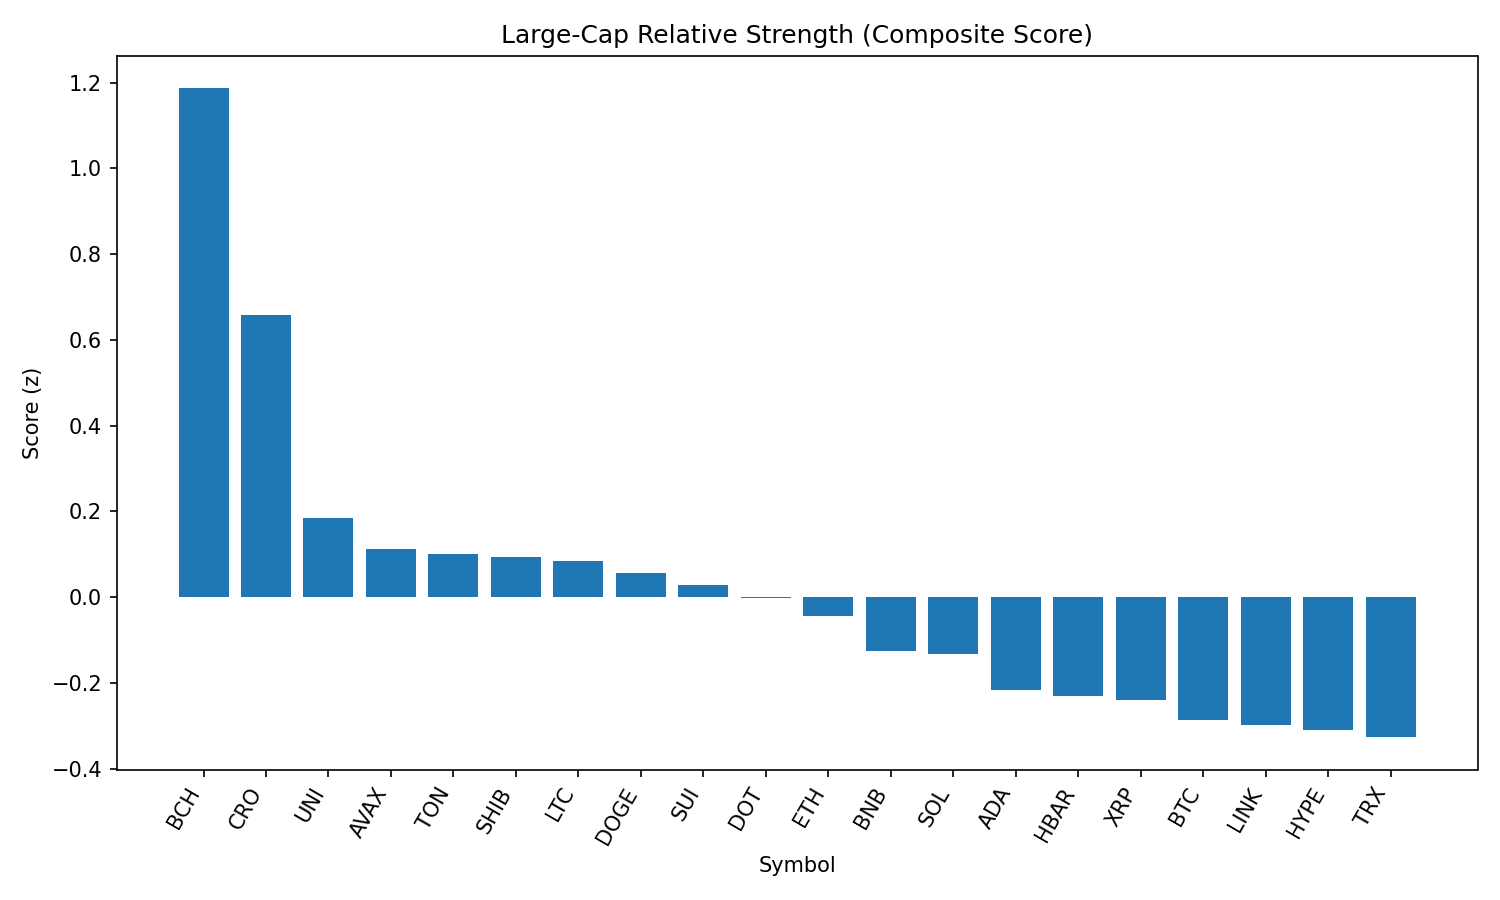 Large-Cap Relative Strength (Composite Score)
Score (z)
1.2
1.0
0.8
0.6
0.4
0.2
0.0
−0.2
−0.4
BCH
CRO
UNI
AVAX
TON
SHIB
LTC
DOGE
SUI
DOT
ETH
BNB
SOL
ADA
HBAR
XRP
BTC
LINK
HYPE
TRX
Symbol